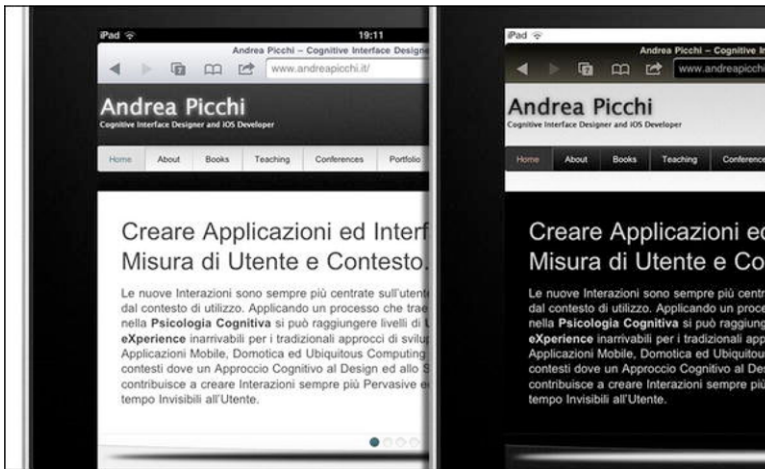 iPad
19:11
Andrea Picchi – Cognitive Interface Designe
www.andreapicchi.it/
Andrea Picchi
Cognitive Interface Designer and iOS Developer
Home About Books Teaching Conferences Portfolio
Creare Applicazioni ed Interf
Misura di Utente e Contesto.
Le nuove Interazioni sono sempre più centrate sull'utent
dal contesto di utilizzo. Applicando un processo che trae
nella Psicologia Cognitiva si può raggiungere livelli di U
eXperience inarrivabili per i tradizionali approcci di svilup
Applicazioni Mobile, Domotica ed Ubiquitous Computing
contesti dove un Approccio Cognitivo al Design ed allo S
contribuisce a creare Interazioni sempre più Pervasive e
tempo Invisibili all'Utente.
iPad
Andrea Picchi – Cognitive In
www.andreapicchi
Andrea Picchi
Cognitive Interface Designer and iOS Developer
Home About Books Teaching Conference
Creare Applicazioni ed
Misura di Utente e Co
Le nuove Interazioni sono sempre più centr
dal contesto di utilizzo. Applicando un proce
nella Psicologia Cognitiva si può raggiung
eXperience inarrivabili per i tradizionali app
Applicazioni Mobile, Domotica ed Ubiquitou
contesti dove un Approccio Cognitivo al Des
contribuisce a creare Interazioni sempre più
tempo Invisibili all'Utente.